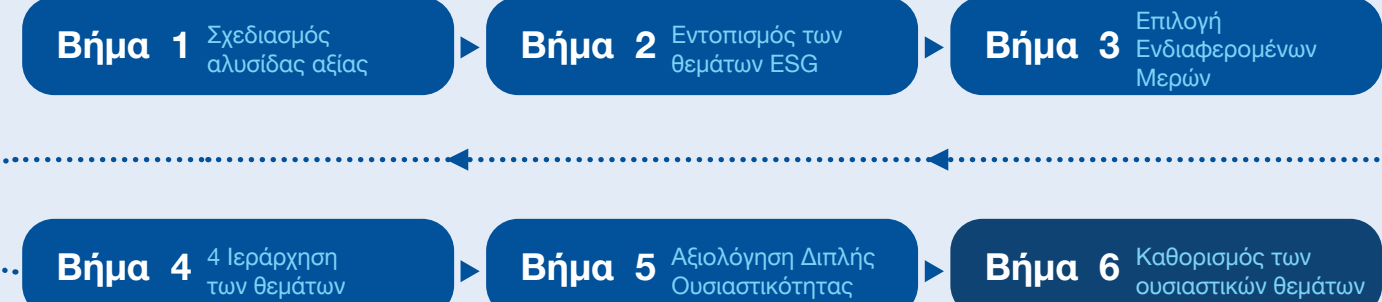 Βήμα 1
Σχεδιασμός
αλυσίδας αξίας
Βήμα 2
Εντοπισμός των
θεμάτων ESG
Βήμα 3
Επιλογή
Ενδιαφερομένων
Μερών
Βήμα 4
4 Ιεράρχηση
των θεμάτων
Βήμα 5
Αξιολόγηση Διπλής
Ουσιαστικότητας
Βήμα 6
Καθορισμός των
ουσιαστικών θεμάτων